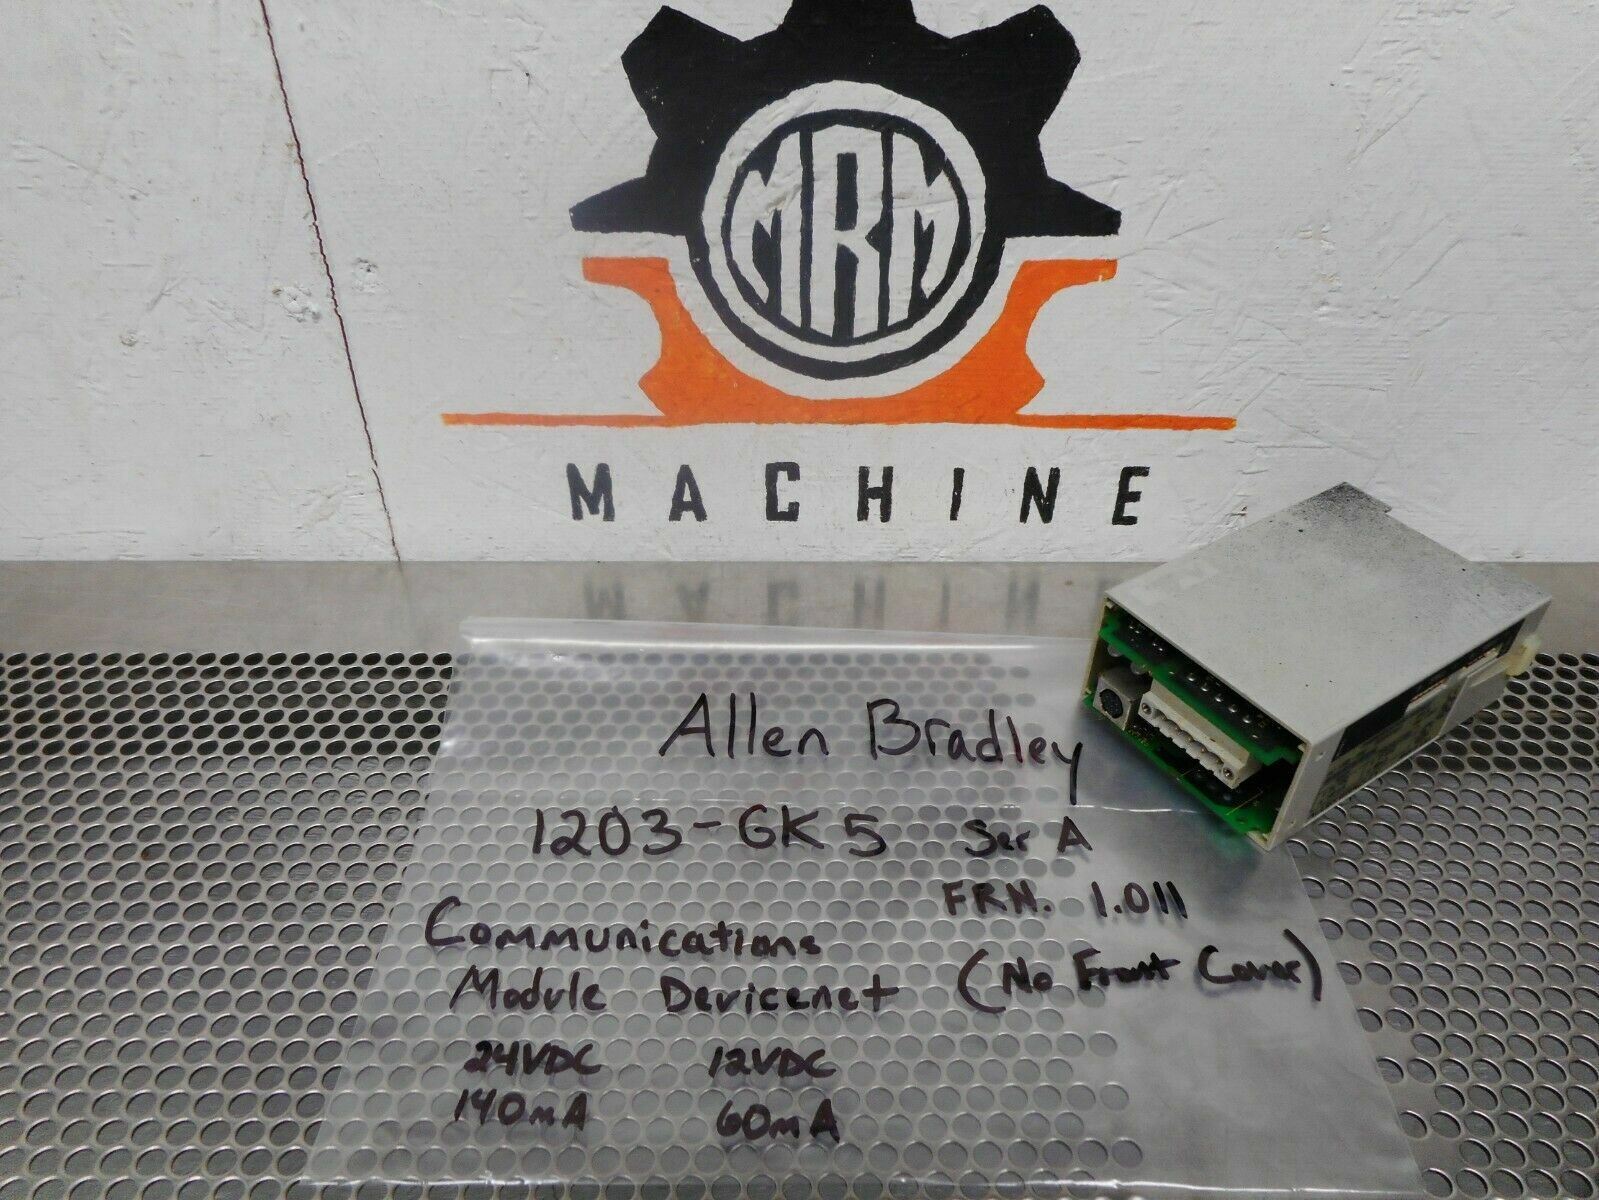 MRM
MACHINE
Allen Bradley
1203-GK5 Ser A
FRN. 1.011
Communications
Module Devicenet (No Front Cover)
24VDC 12VDC
140mA 60mA